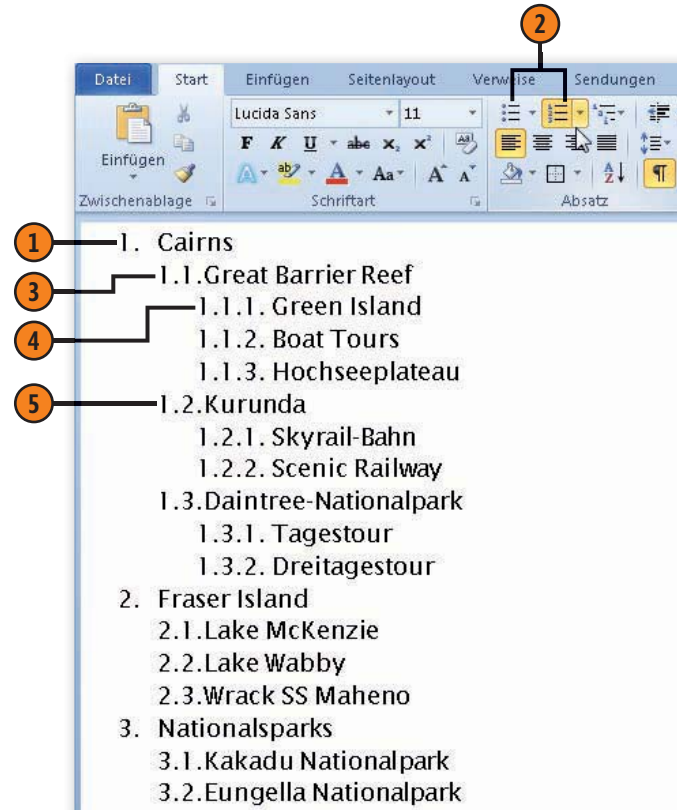 2
Datei Start Einfügen Seitenlayout Verweise Sendungen
Lucida Sans 11
F K U abc x₂ x²
Einfügen
ab A Aa A A A
Zwischenablage Schriftart Absatz
1 1. Cairns
3 1.1.Great Barrier Reef
4 1.1.1. Green Island
1.1.2. Boat Tours
1.1.3. Hochseeplateau
5 1.2.Kurunda
1.2.1. Skyrail-Bahn
1.2.2. Scenic Railway
1.3.Daintree-Nationalpark
1.3.1. Tagestour
1.3.2. Dreitagestour
2. Fraser Island
2.1.Lake McKenzie
2.2.Lake Wabby
2.3.Wrack SS Maheno
3. Nationalsparks
3.1.Kakadu Nationalpark
3.2.Eungella Nationalpark